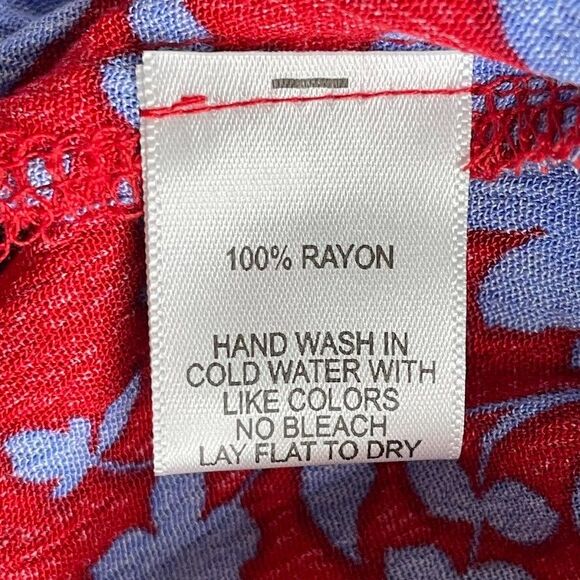 100% RAYON
HAND WASH IN
COLD WATER WITH
LIKE COLORS
NO BLEACH
LAY FLAT TO DRY